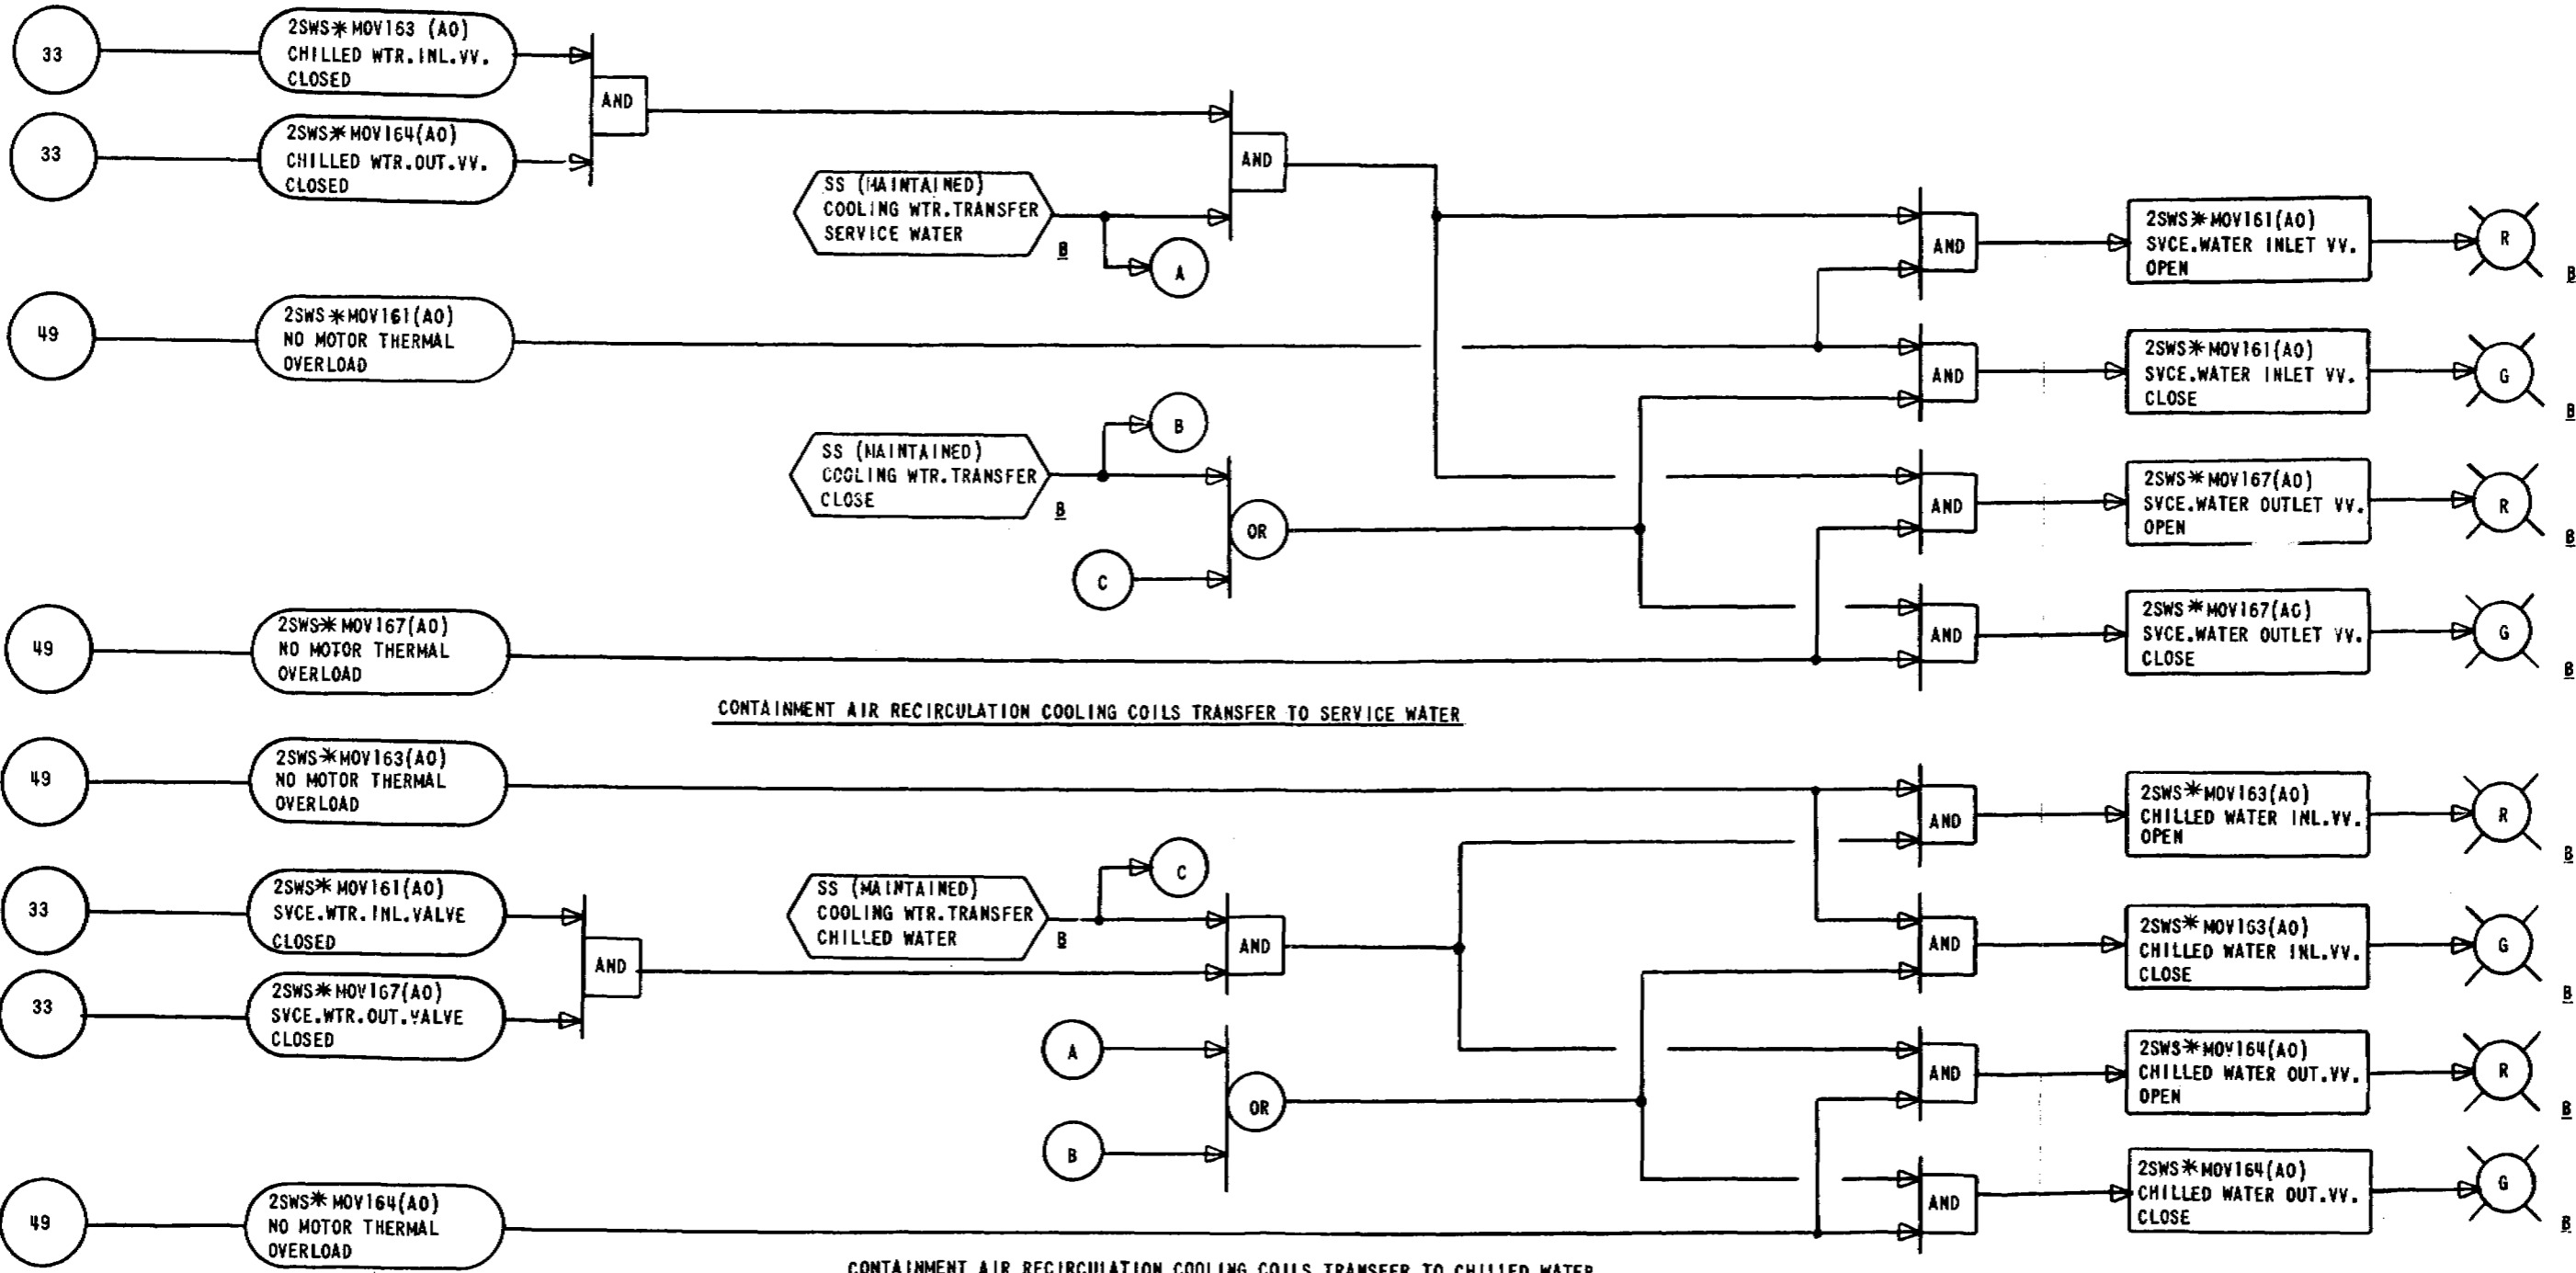 33
2SWS*MOV163 (AO)
CHILLED WTR.INL.VV.
CLOSED
AND
33
2SWS*MOV164(AO)
CHILLED WTR.OUT.VV.
CLOSED
SS (MAINTAINED)
COOLING WTR.TRANSFER
SERVICE WATER
B
A
AND
AND
2SWS*MOV161(AO)
SVCE.WATER INLET VV.
OPEN
R
B
49
2SWS*MOV161(AO)
NO MOTOR THERMAL
OVERLOAD
AND
2SWS*MOV161(AO)
SVCE.WATER INLET VV.
CLOSE
G
B
B
SS (MAINTAINED)
COOLING WTR.TRANSFER
CLOSE
B
OR
C
AND
2SWS*MOV167(AO)
SVCE.WATER OUTLET VV.
OPEN
R
B
49
2SWS*MOV167(AO)
NO MOTOR THERMAL
OVERLOAD
AND
2SWS*MOV167(AO)
SVCE.WATER OUTLET VV.
CLOSE
G
B
CONTAINMENT AIR RECIRCULATION COOLING COILS TRANSFER TO SERVICE WATER
49
2SWS*MOV163(AO)
NO MOTOR THERMAL
OVERLOAD
AND
2SWS*MOV163(AO)
CHILLED WATER INL.VV.
OPEN
R
B
33
2SWS*MOV161(AO)
SVCE.WTR.INL.VALVE
CLOSED
AND
33
2SWS*MOV167(AO)
SVCE.WTR.OUT.VALVE
CLOSED
C
SS (MAINTAINED)
COOLING WTR.TRANSFER
CHILLED WATER
B
AND
AND
2SWS*MOV163(AO)
CHILLED WATER INL.VV.
CLOSE
G
B
A
B
OR
AND
2SWS*MOV164(AO)
CHILLED WATER OUT.VV.
OPEN
R
B
49
2SWS*MOV164(AO)
NO MOTOR THERMAL
OVERLOAD
AND
2SWS*MOV164(AO)
CHILLED WATER OUT.VV.
CLOSE
G
B
CONTAINMENT AIR RECIRCULATION COOLING COILS TRANSFER TO CHILLED WATER